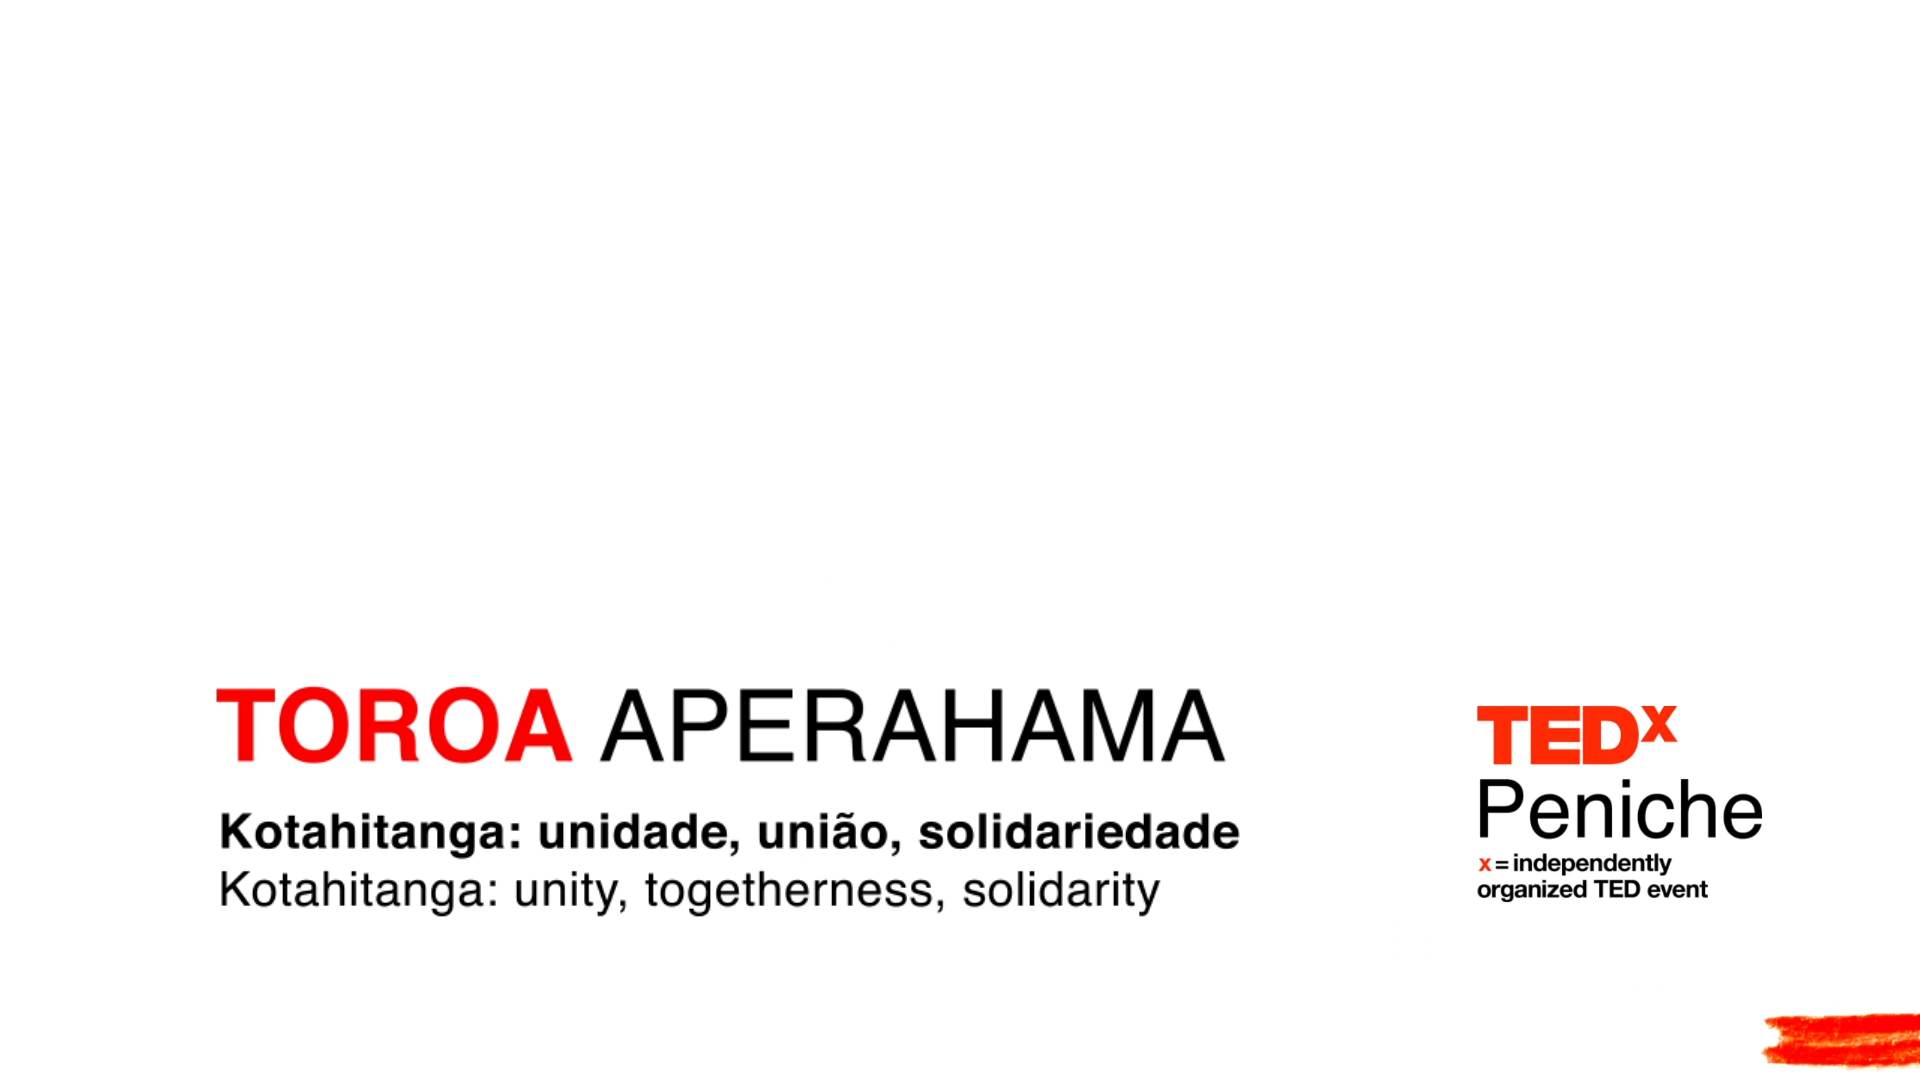 TOROA APERAHAMA
Kotahitanga: unidade, união, solidariedade
Kotahitanga: unity, togetherness, solidarity
TEDx
Peniche
x = independently
organized TED event